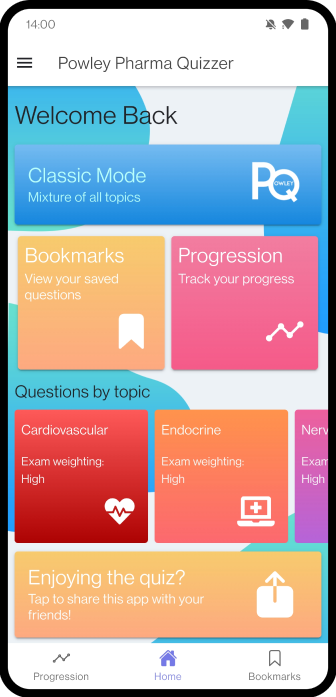 14:00
Powley Pharma Quizzer
Welcome Back
Classic Mode
Mixture of all topics
PQ
OWLEY
Bookmarks
View your saved
questions
Progression
Track your progress
Questions by topic
Cardiovascular
Exam weighting:
High
Endocrine
Exam weighting:
High
Nerv
Exam
High
Enjoying the quiz?
Tap to share this app with your
friends!
Progression
Home
Bookmarks